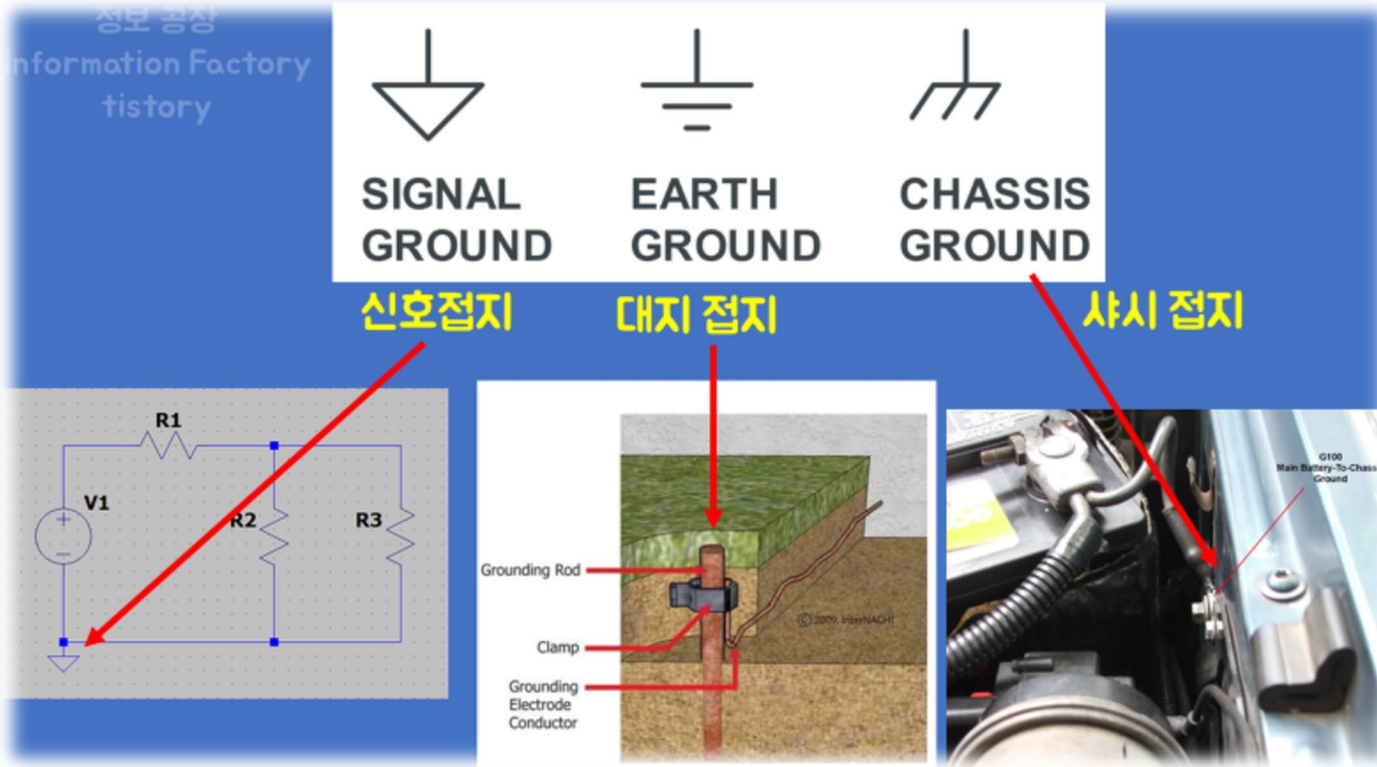 정보 공장
Information Factory
tistory
SIGNAL
GROUND
EARTH
GROUND
CHASSIS
GROUND
신호접지
대지 접지
샤시 접지
R1
V1
R2
R3
Grounding Rod
Clamp
Grounding
Electrode
Conductor
© 2009, InterNACHI
G100
Main Battery-To-Chass
Ground